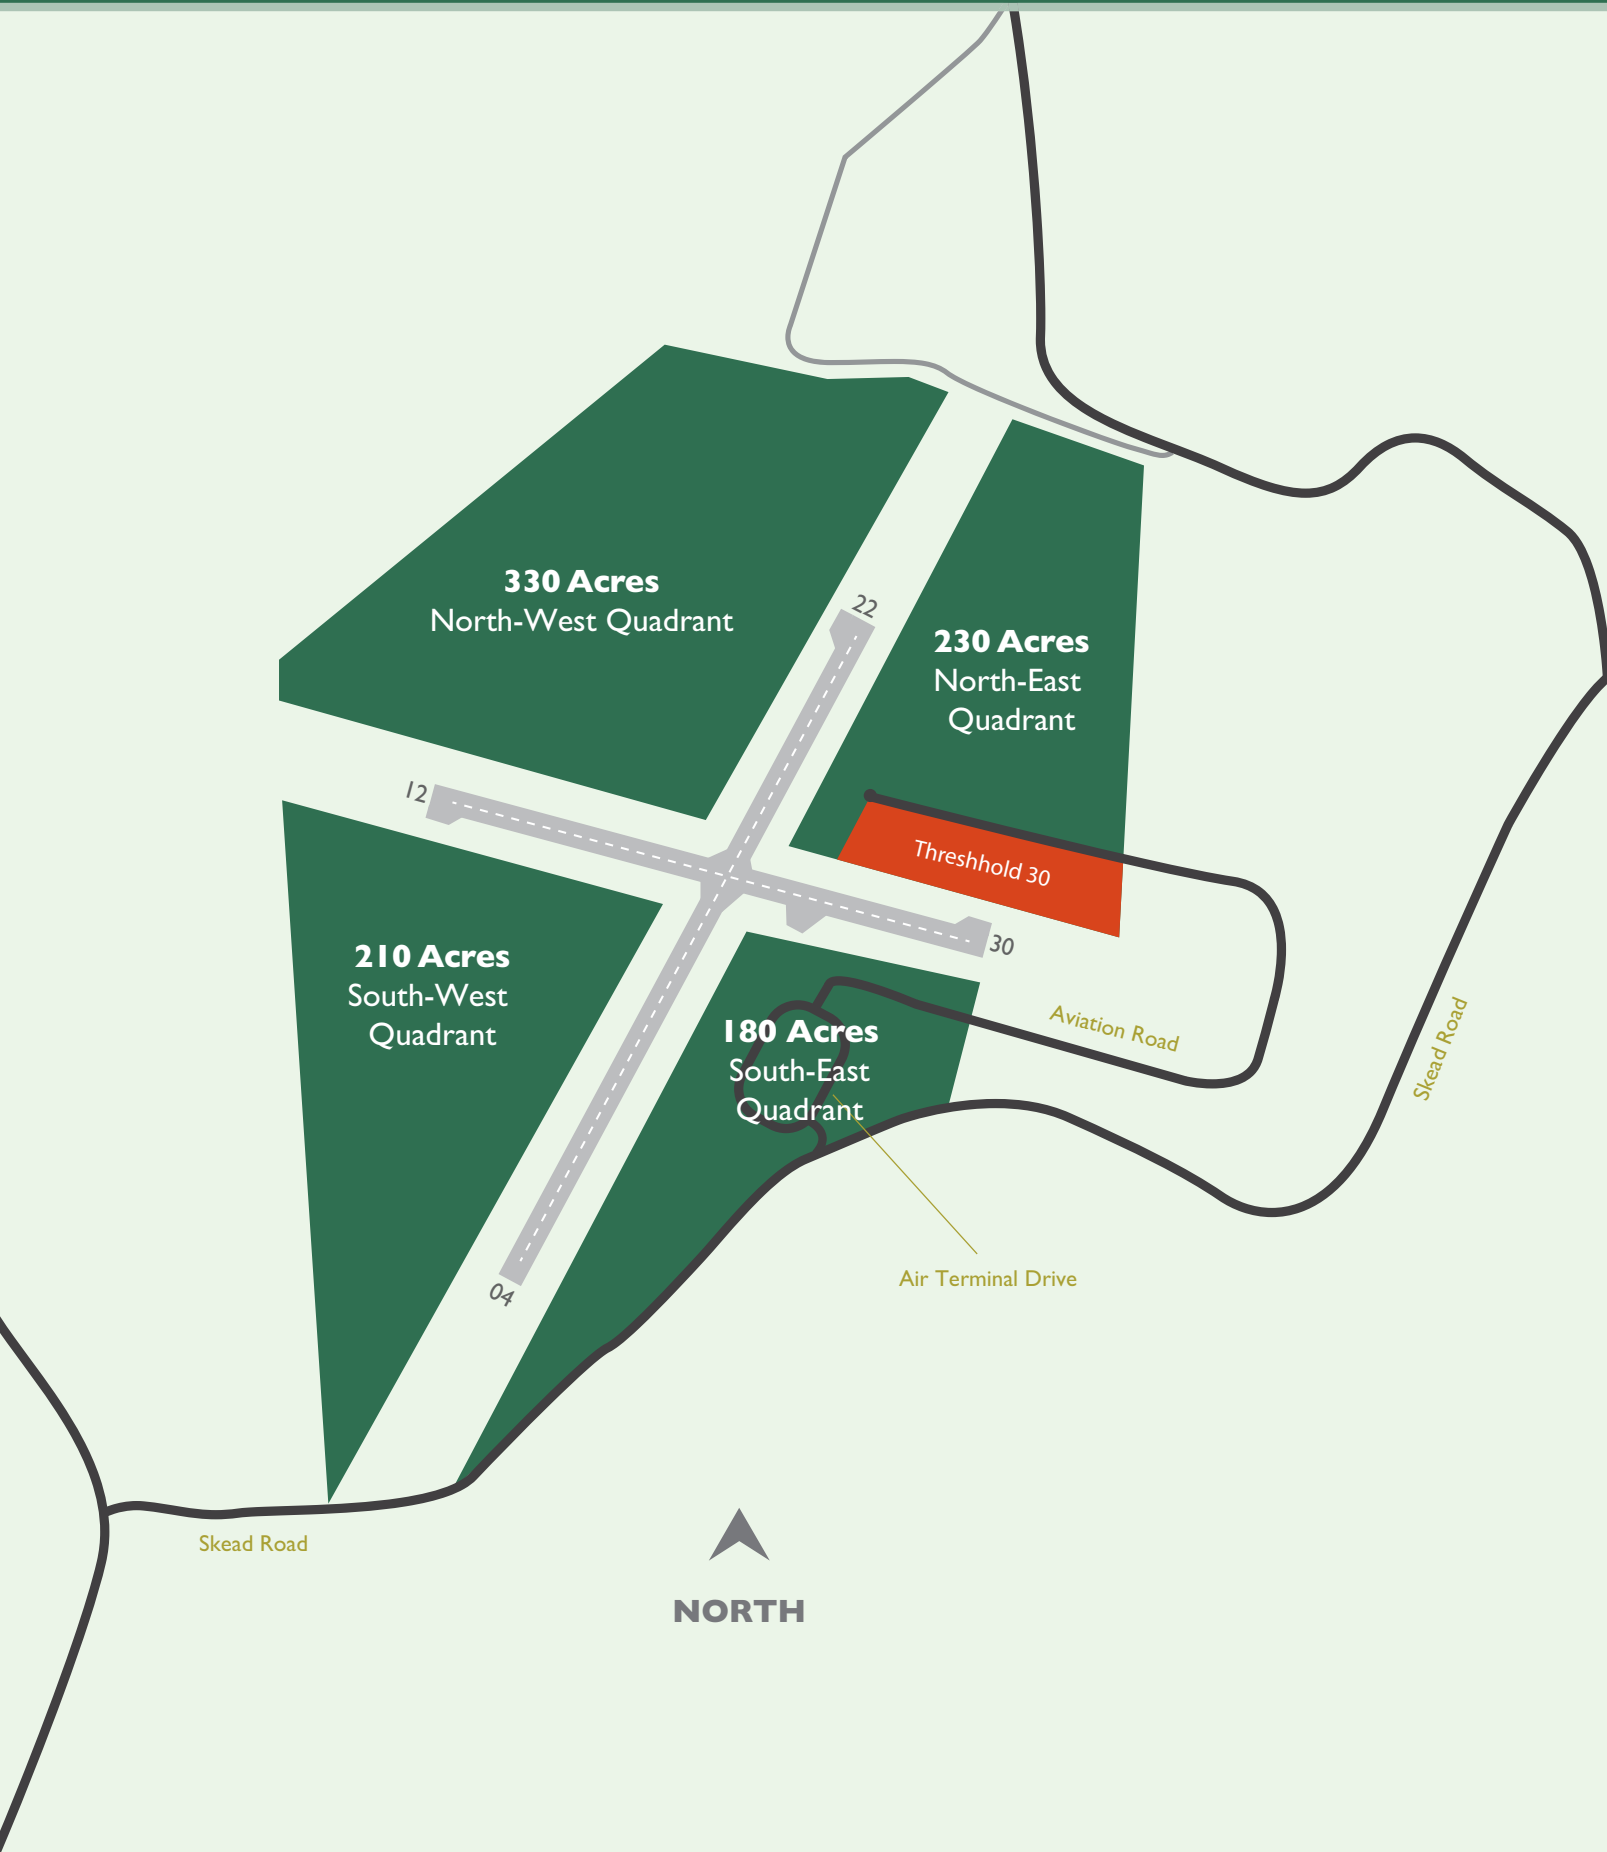 330 Acres
North-West Quadrant
22
230 Acres
North-East
Quadrant
12
Threshhold 30
30
210 Acres
South-West
Quadrant
180 Acres
South-East
Quadrant
Aviation Road
Skead Road
Air Terminal Drive
04
Skead Road
NORTH